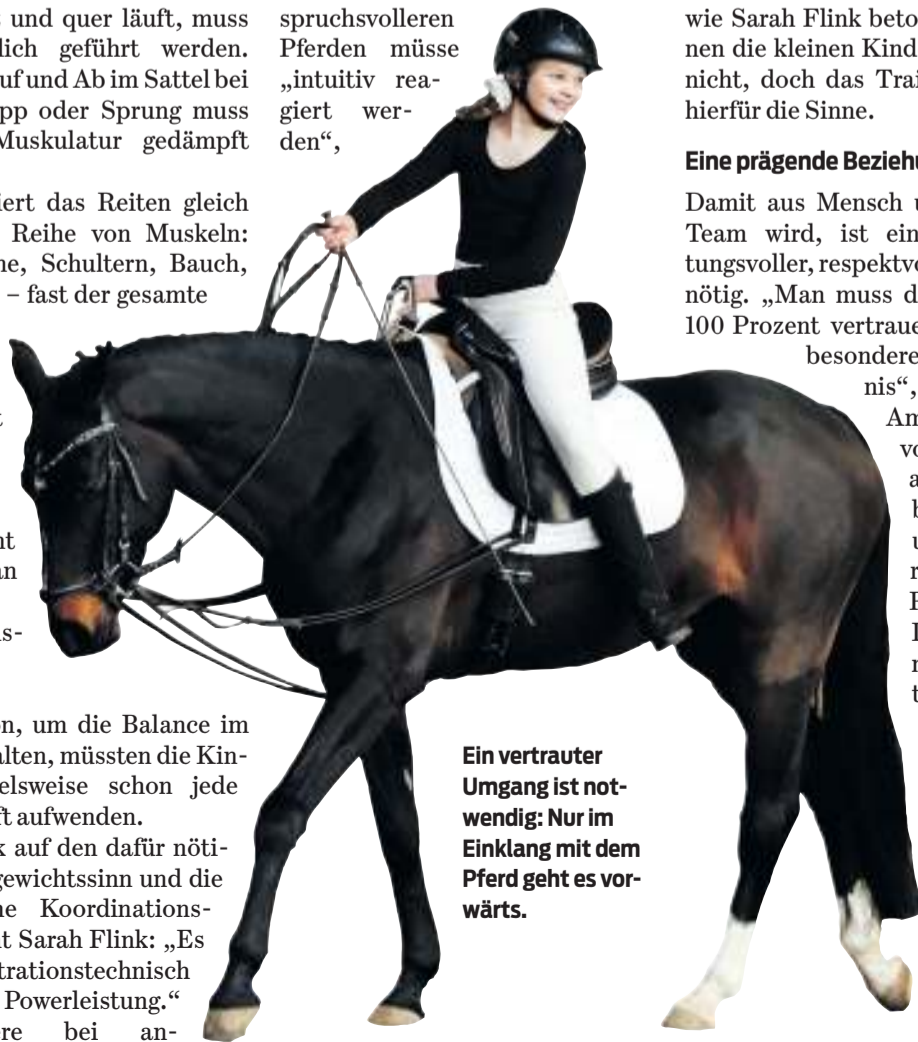 und quer läuft, muss
lich geführt werden.
uf und Ab im Sattel bei
pp oder Sprung muss
Muskulatur gedämpft
iert das Reiten gleich
Reihe von Muskeln:
ne, Schultern, Bauch,
– fast der gesamte
t
nt
an
s-
n, um die Balance im
alten, müssten die Kin-
elsweise schon jede
ft aufwenden.
k auf den dafür nöti-
gewichtssinn und die
ne Koordinations-
t Sarah Flink: „Es
trationstechnisch
Powerleistung.“
re bei an-
spruchsvolleren
Pferden müsse
„intuitiv rea-
giert wer-
den“,
Ein vertrauter
Umgang ist not-
wendig: Nur im
Einklang mit dem
Pferd geht es vor-
wärts.
wie Sarah Flink beto
nen die kleinen Kind
nicht, doch das Trai
hierfür die Sinne.
Eine prägende Beziehu
Damit aus Mensch u
Team wird, ist ein
tungsvoller, respektvo
nötig. „Man muss d
100 Prozent vertraue
besondere
nis“,
Am
vo
a
b
u
r